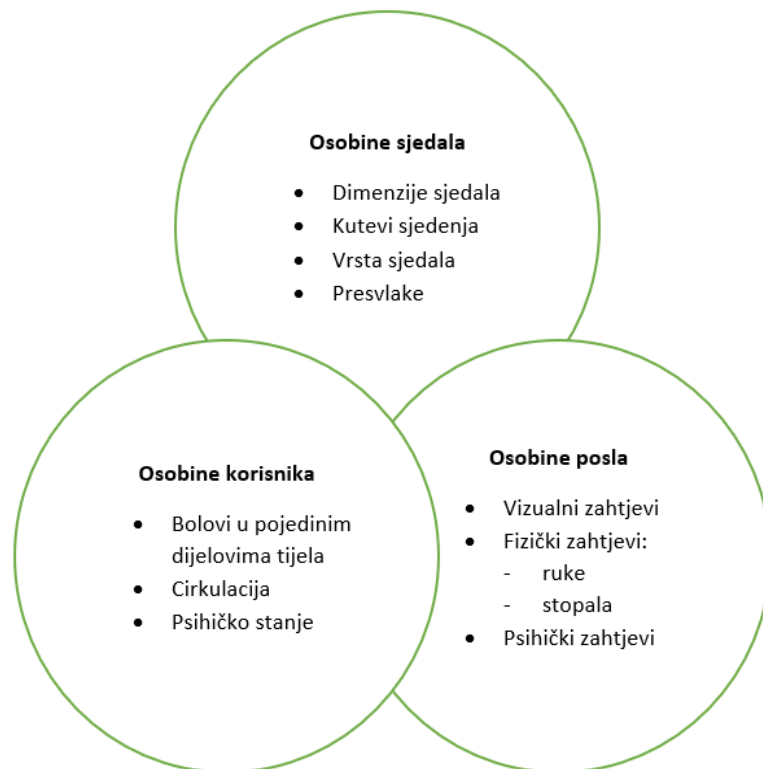 Osobine sjedala
• Dimenzije sjedala
• Kutevi sjedenja
• Vrsta sjedala
• Presvlake
Osobine korisnika
• Bolovi u pojedinim
dijelovima tijela
• Cirkulacija
• Psihičko stanje
Osobine posla
• Vizualni zahtjevi
• Fizički zahtjevi:
- ruke
- stopala
• Psihički zahtjevi